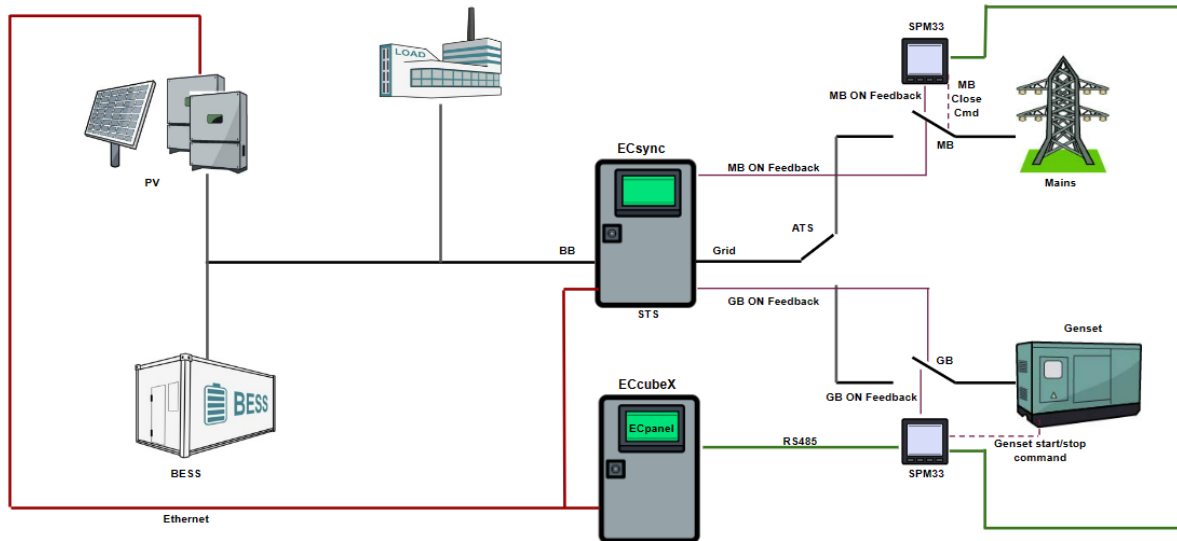 SPM33
LOAD
MB ON Feedback
MB
Close
Cmd
MB
Mains
PV
ECsync
MB ON Feedback
ATS
BB
Grid
GB ON Feedback
STS
Genset
GB
GB ON Feedback
BESS
BESS
ECcubeX
ECpanel
RS485
Genset start/stop
command
SPM33
Ethernet